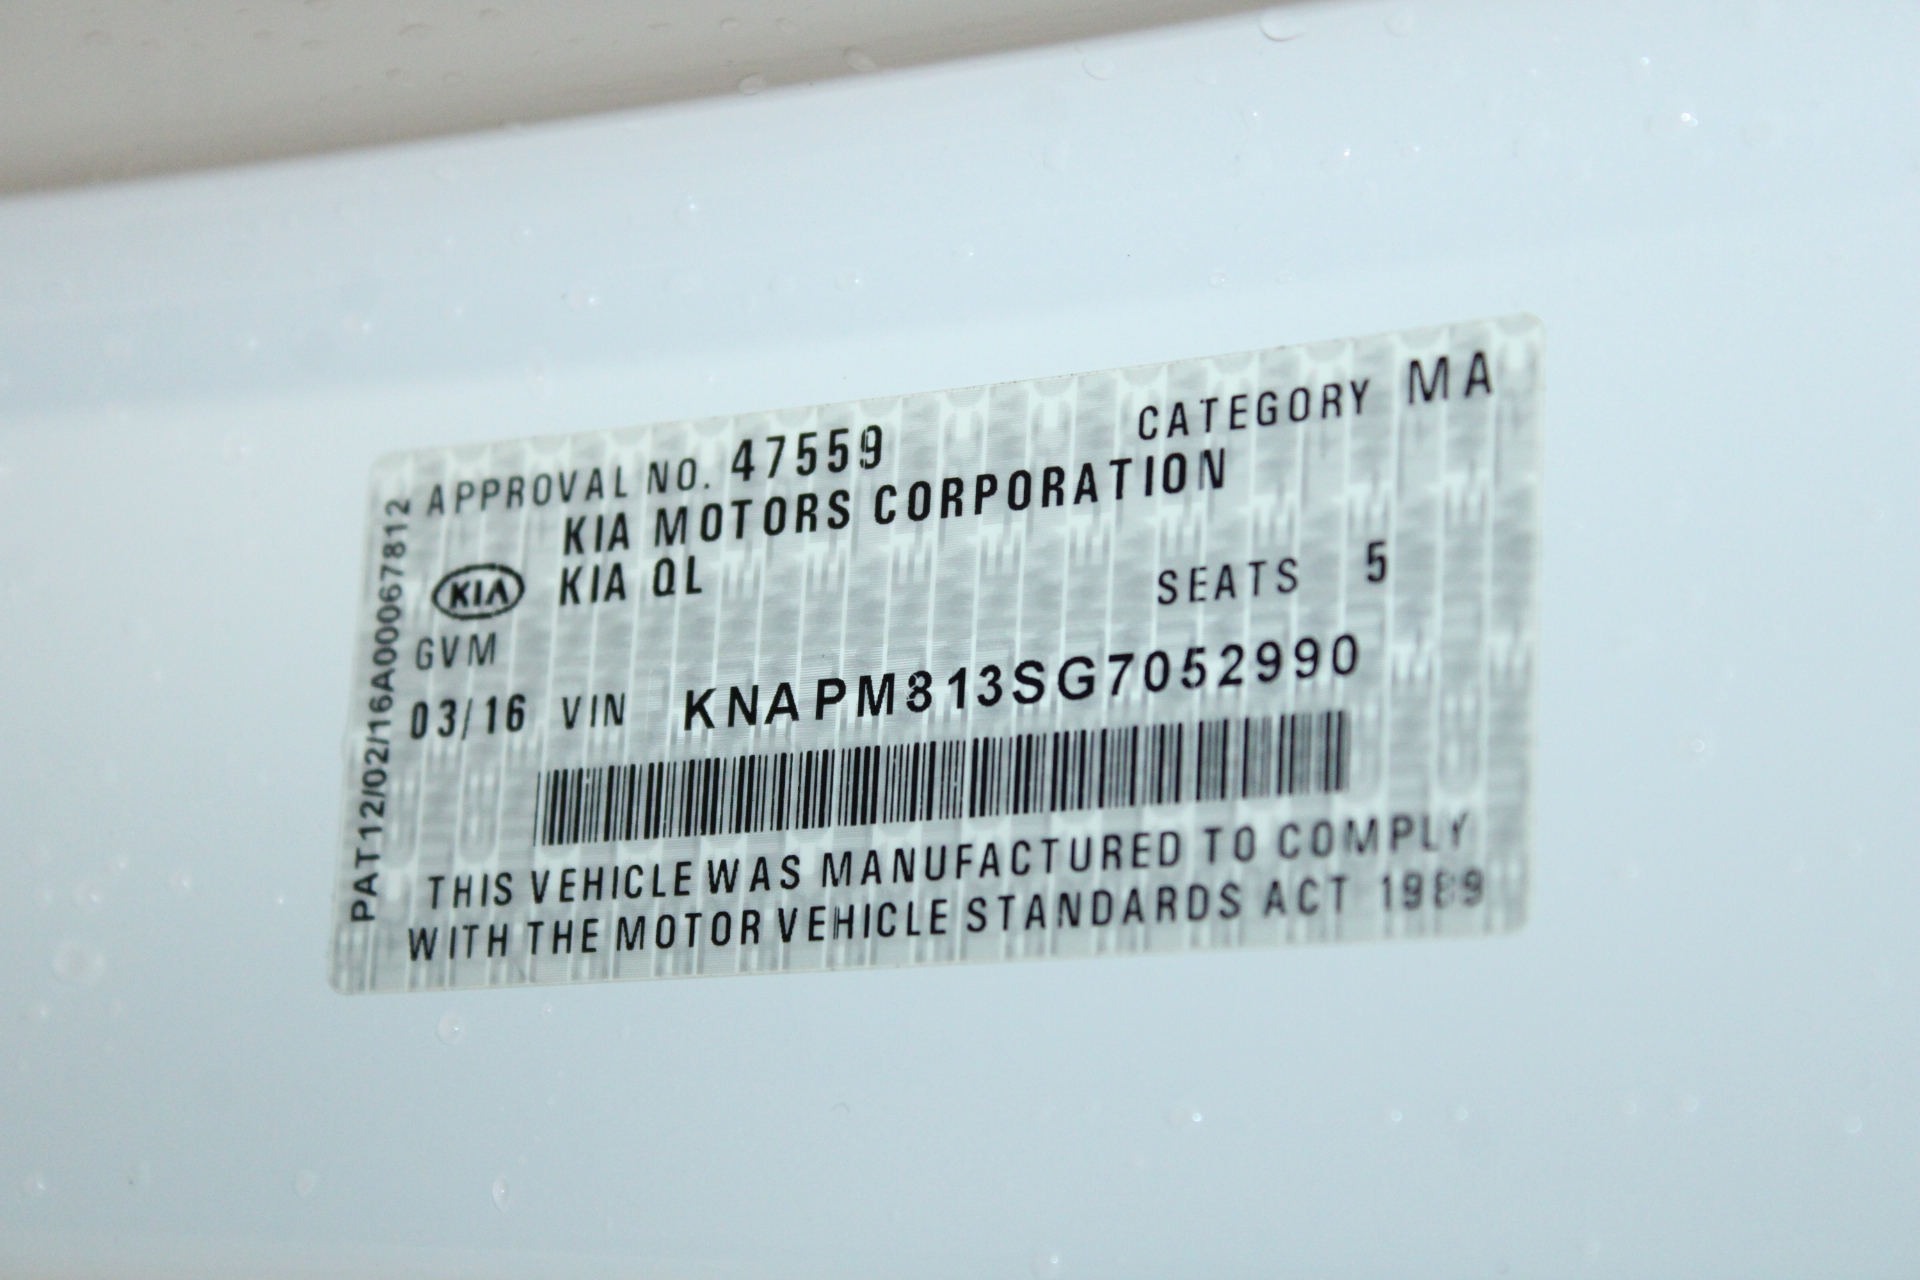 APPROVAL NO. 47559 CATEGORY MA
KIA MOTORS CORPORATION
KIA KIA QL SEATS 5
GVM
03/16 VIN KNAPM813SG7052990
THIS VEHICLE WAS MANUFACTURED TO COMPLY
WITH THE MOTOR VEHICLE STANDARDS ACT 1989
PAT12/02/16A00067812